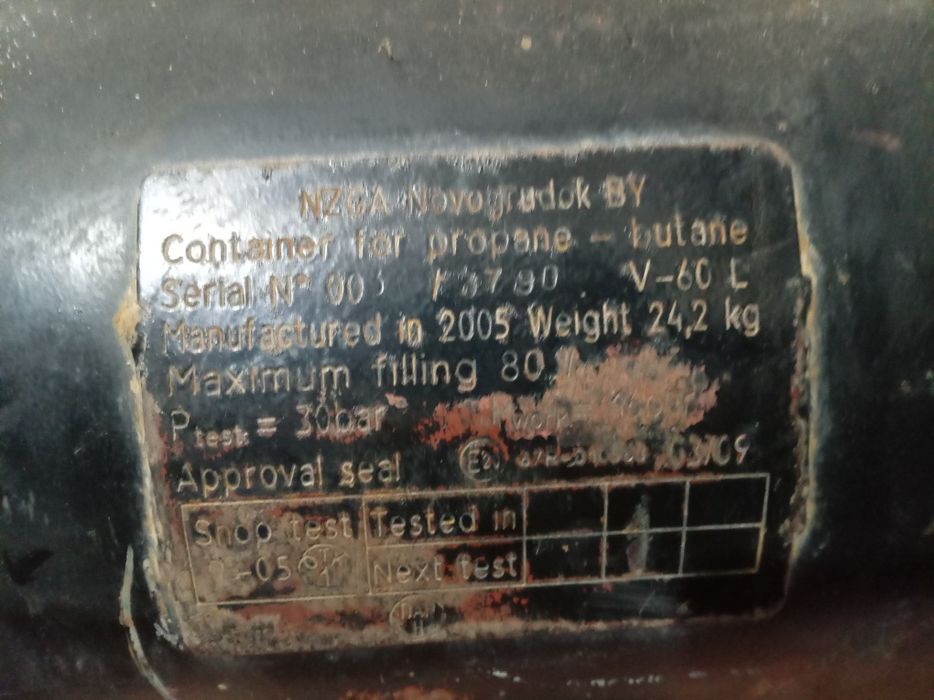 NZGA Novogrudok BY
Container for propane - butane
Serial N° V-60 L
Manufactured in 2005 Weight 24,2 kg
Maximum filling 80
P test = 30bar
Approval seal
Shop test Tested in
Next test